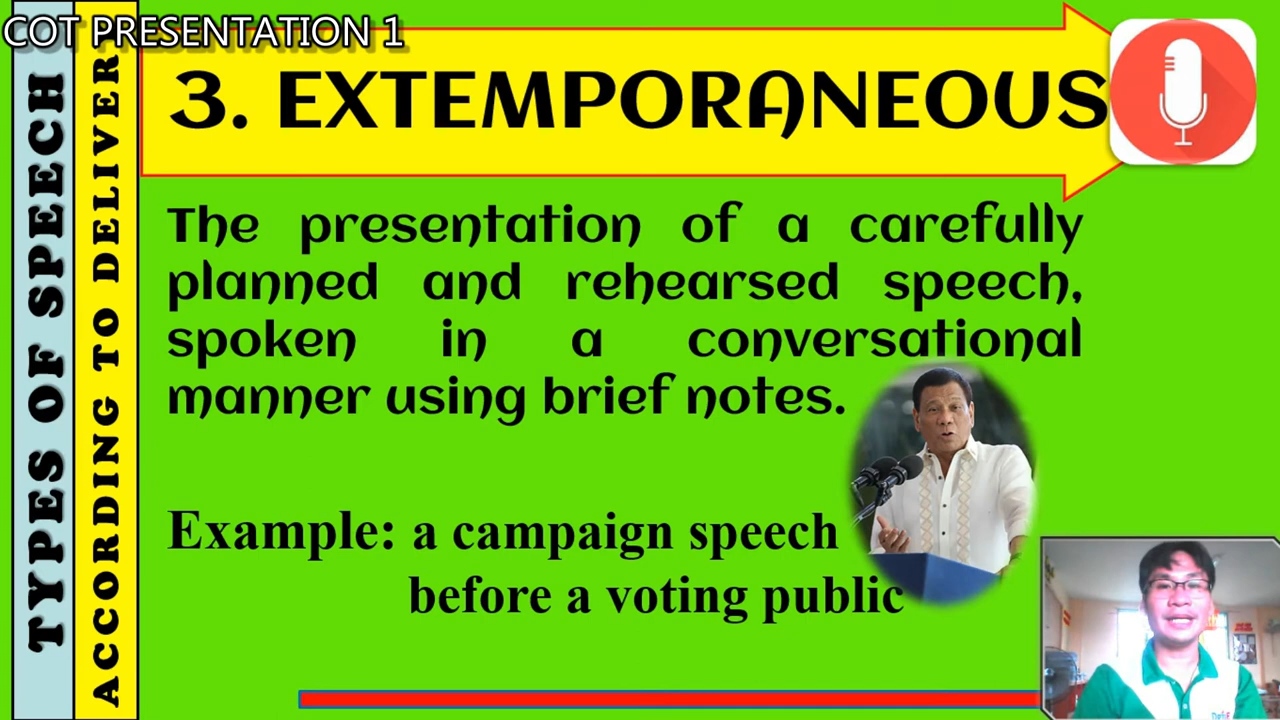 COT PRESENTATION 1
TYPES OF SPEECH
ACCORDING TO DELIVERY
3. EXTEMPORANEOUS
The presentation of a carefully
planned and rehearsed speech,
spoken in a conversational
manner using brief notes.
Example: a campaign speech
before a voting public